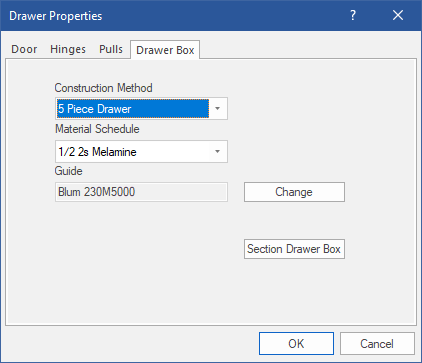 Drawer Properties ?
Door Hinges Pulls Drawer Box
Construction Method
5 Piece Drawer
Material Schedule
1/2 2s Melamine
Guide
Blum 230M5000 Change
Section Drawer Box
OK Cancel